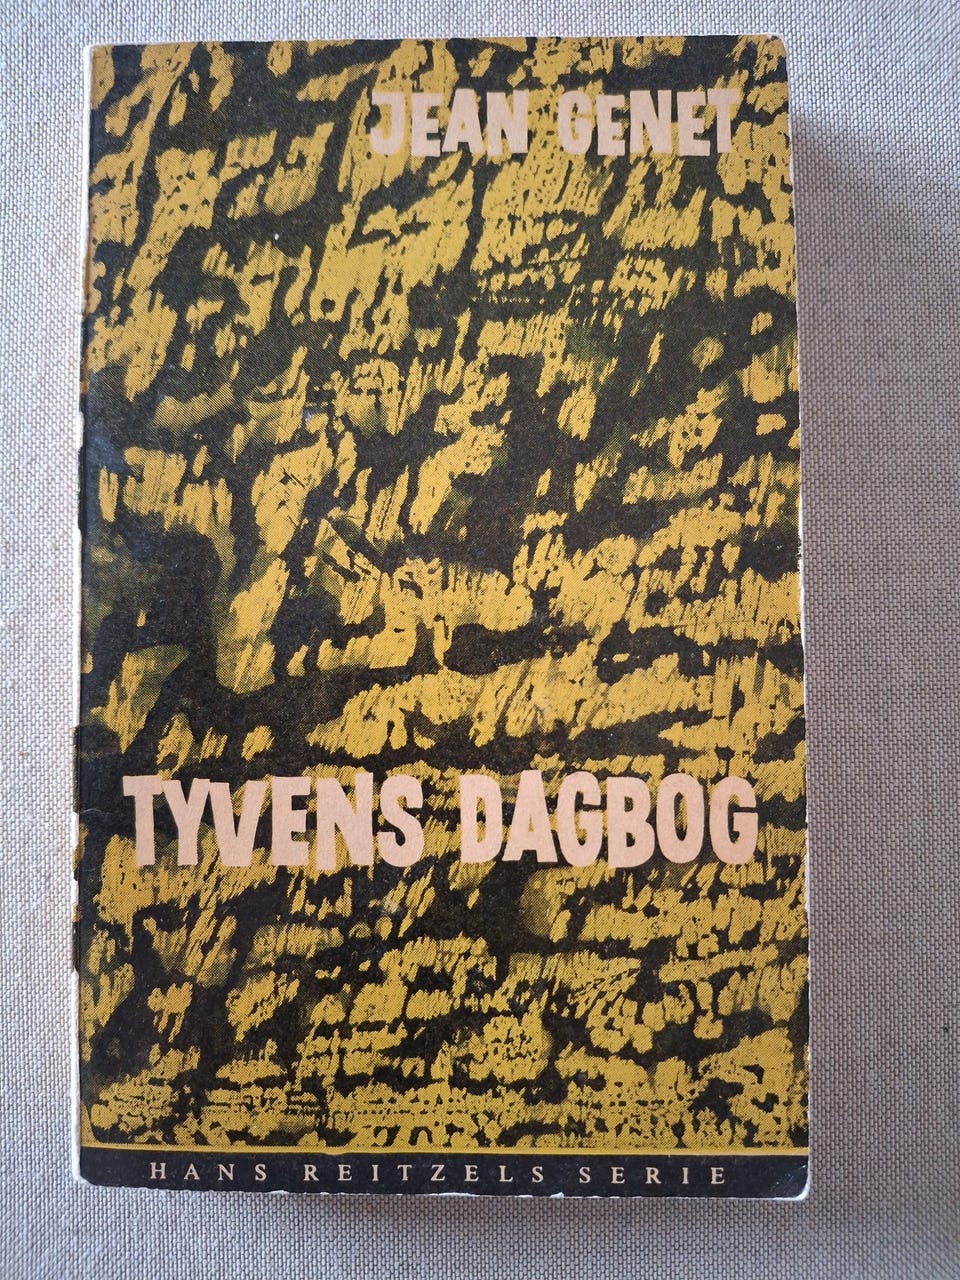 JEAN GENET
TYVENS DAGBOG
HANS REITZELS SERIE